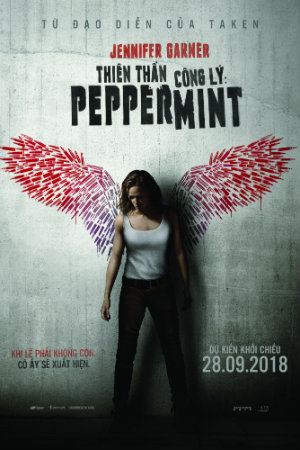 TỪ ĐẠO DIỄN CỦA TAKEN
JENNIFER GARNER
THIÊN THẦN CÔNG LÝ:
PEPPERMINT
KHI LẼ PHẢI KHÔNG CÒN,
CÔ ẤY SẼ XUẤT HIỆN.
DỰ KIẾN KHỞI CHIẾU
28.09.2018